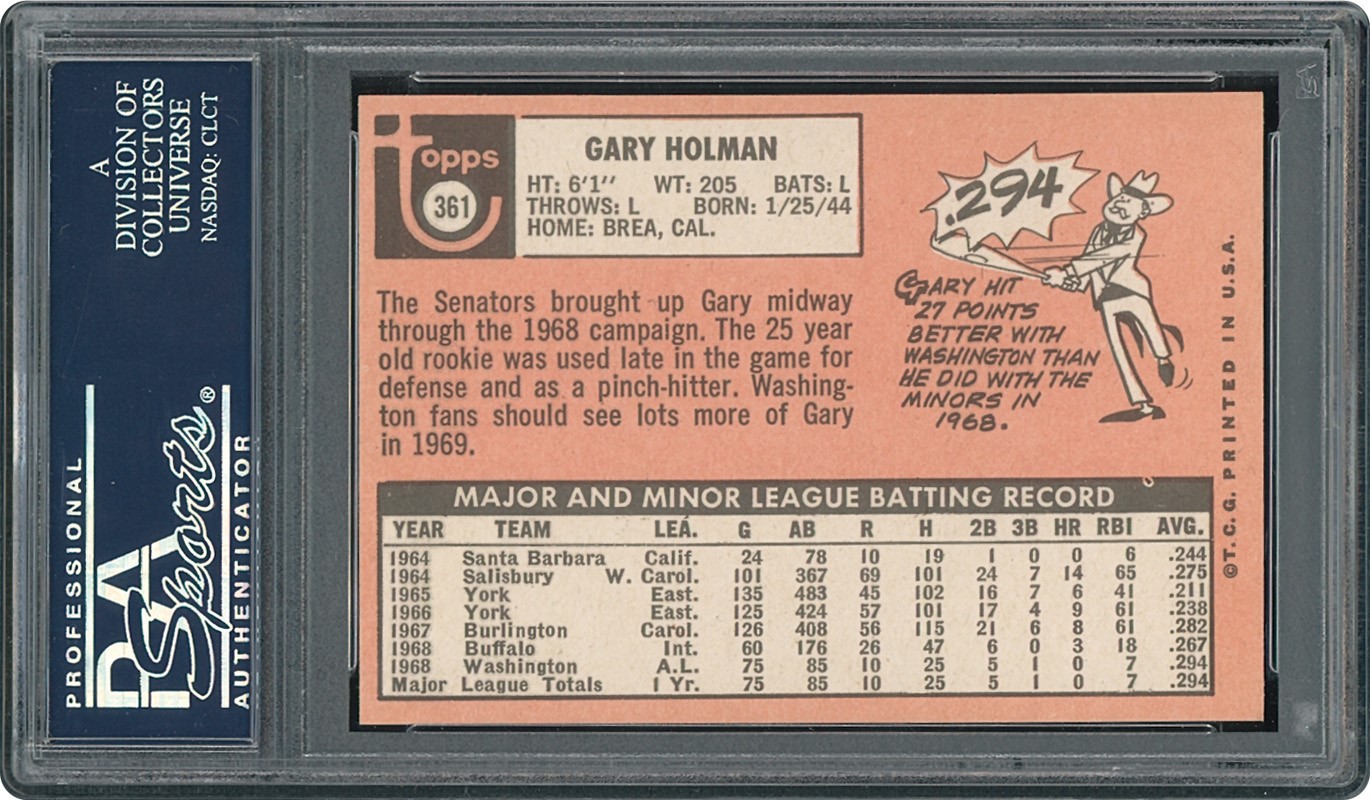 A
DIVISION OF
COLLECTORS
UNIVERSE
NASDAQ: CLCT
PROFESSIONAL
PSA
Sports®
AUTHENTICATOR
topps
361
GARY HOLMAN
HT: 6'1'' WT: 205 BATS: L
THROWS: L BORN: 1/25/44
HOME: BREA, CAL.
The Senators brought up Gary midway
through the 1968 campaign. The 25 year
old rookie was used late in the game for
defense and as a pinch-hitter. Washing-
ton fans should see lots more of Gary
in 1969.
.294
GARY HIT
27 POINTS
BETTER WITH
WASHINGTON THAN
HE DID WITH THE
MINORS IN
1968.
©T.C.G. PRINTED IN U.S.A.
MAJOR AND MINOR LEAGUE BATTING RECORD
YEAR TEAM LEA. G AB R H 2B 3B HR RBI AVG.
1964 Santa Barbara Calif. 24 78 10 19 1 0 0 6 .244
1964 Salisbury W. Carol. 101 367 69 101 24 7 14 65 .275
1965 York East. 135 483 45 102 16 7 6 41 .211
1966 York East. 125 424 57 101 17 4 9 61 .238
1967 Burlington Carol. 126 408 56 115 21 6 8 61 .282
1968 Buffalo Int. 60 176 26 47 6 0 3 18 .267
1968 Washington A.L. 75 85 10 25 5 1 0 7 .294
Major League Totals 1 Yr. 75 85 10 25 5 1 0 7 .294